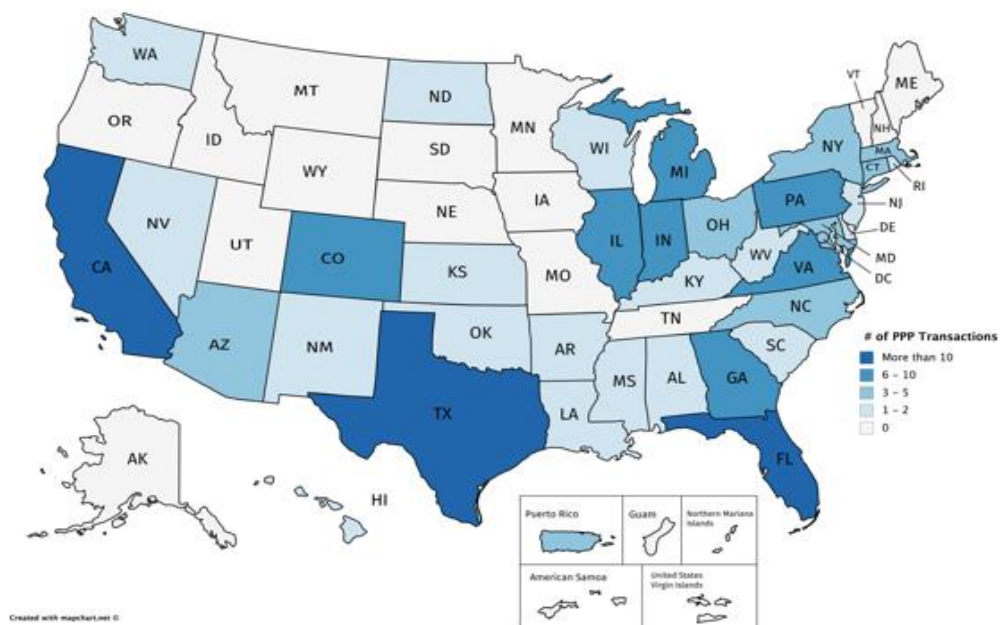 WA
MT
ND
MN
VT
ME
OR
ID
SD
WI
NY
NH
MA
CT
RI
WY
MI
IA
PA
NJ
NE
NV
UT
CO
IL
IN
OH
DE
MD
DC
CA
KS
MO
WV
VA
KY
AZ
NM
OK
AR
TN
NC
SC
MS
AL
GA
TX
LA
FL
AK
HI
# of PPP Transactions
More than 10
6 - 10
3 - 5
1 - 2
0
Puerto Rico
Guam
Northern Mariana
Islands
American Samoa
United States
Virgin Islands
Created with mapchart.net ©